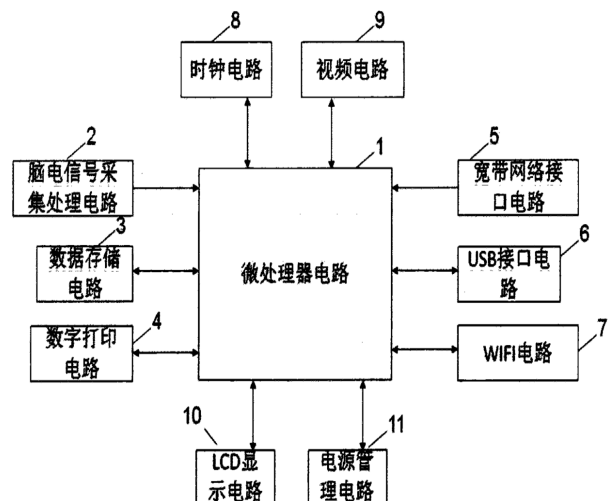 8
9
时钟电路
视频电路
2
1
5
脑电信号采
集处理电路
宽带网络接
口电路
3
6
数据存储
电路
微处理器电路
USB接口电
路
4
7
数字打印
电路
WIFI电路
10
11
LCD显
示电路
电源管
理电路